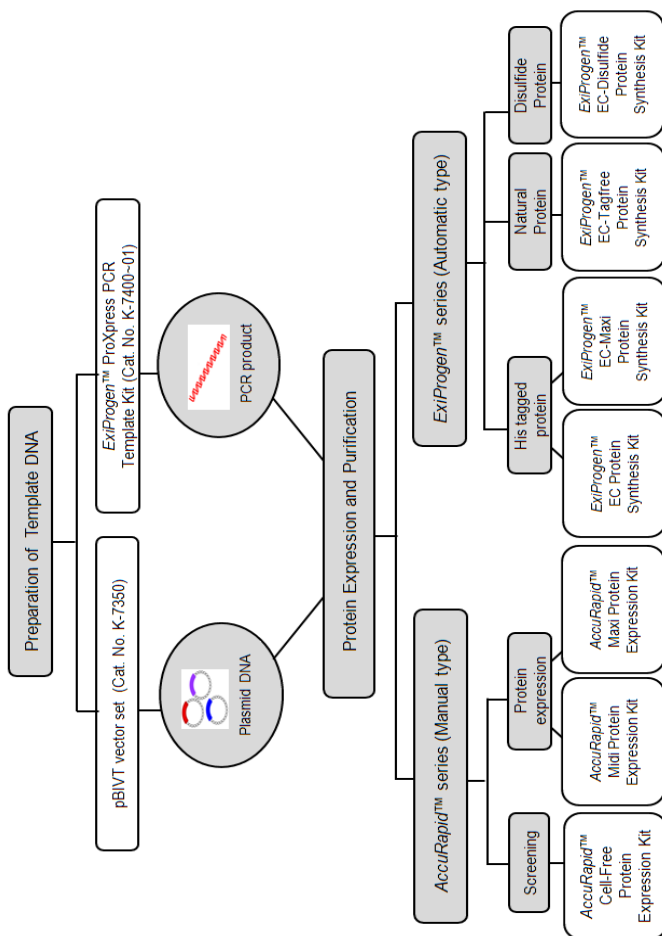 Preparation of Template DNA
pBIVT vector set (Cat. No. K-7350)
ExiProgen™ ProXpress PCR
Template Kit (Cat. No. K-7400~01)
Plasmid DNA
PCR product
Protein Expression and Purification
AccuRapid™ series (Manual type)
ExiProgen™ series (Automatic type)
Screening
Protein
expression
His tagged
protein
Natural
Protein
Disulfide
Protein
AccuRapid™
Cell-Free
Protein
Expression Kit
AccuRapid™
Midi Protein
Expression Kit
AccuRapid™
Maxi Protein
Expression Kit
ExiProgen™
EC Protein
Synthesis Kit
ExiProgen™
EC-Maxi
Protein
Synthesis Kit
ExiProgen™
EC-Tagfree
Protein
Synthesis Kit
ExiProgen™
EC-Disulfide
Protein
Synthesis Kit